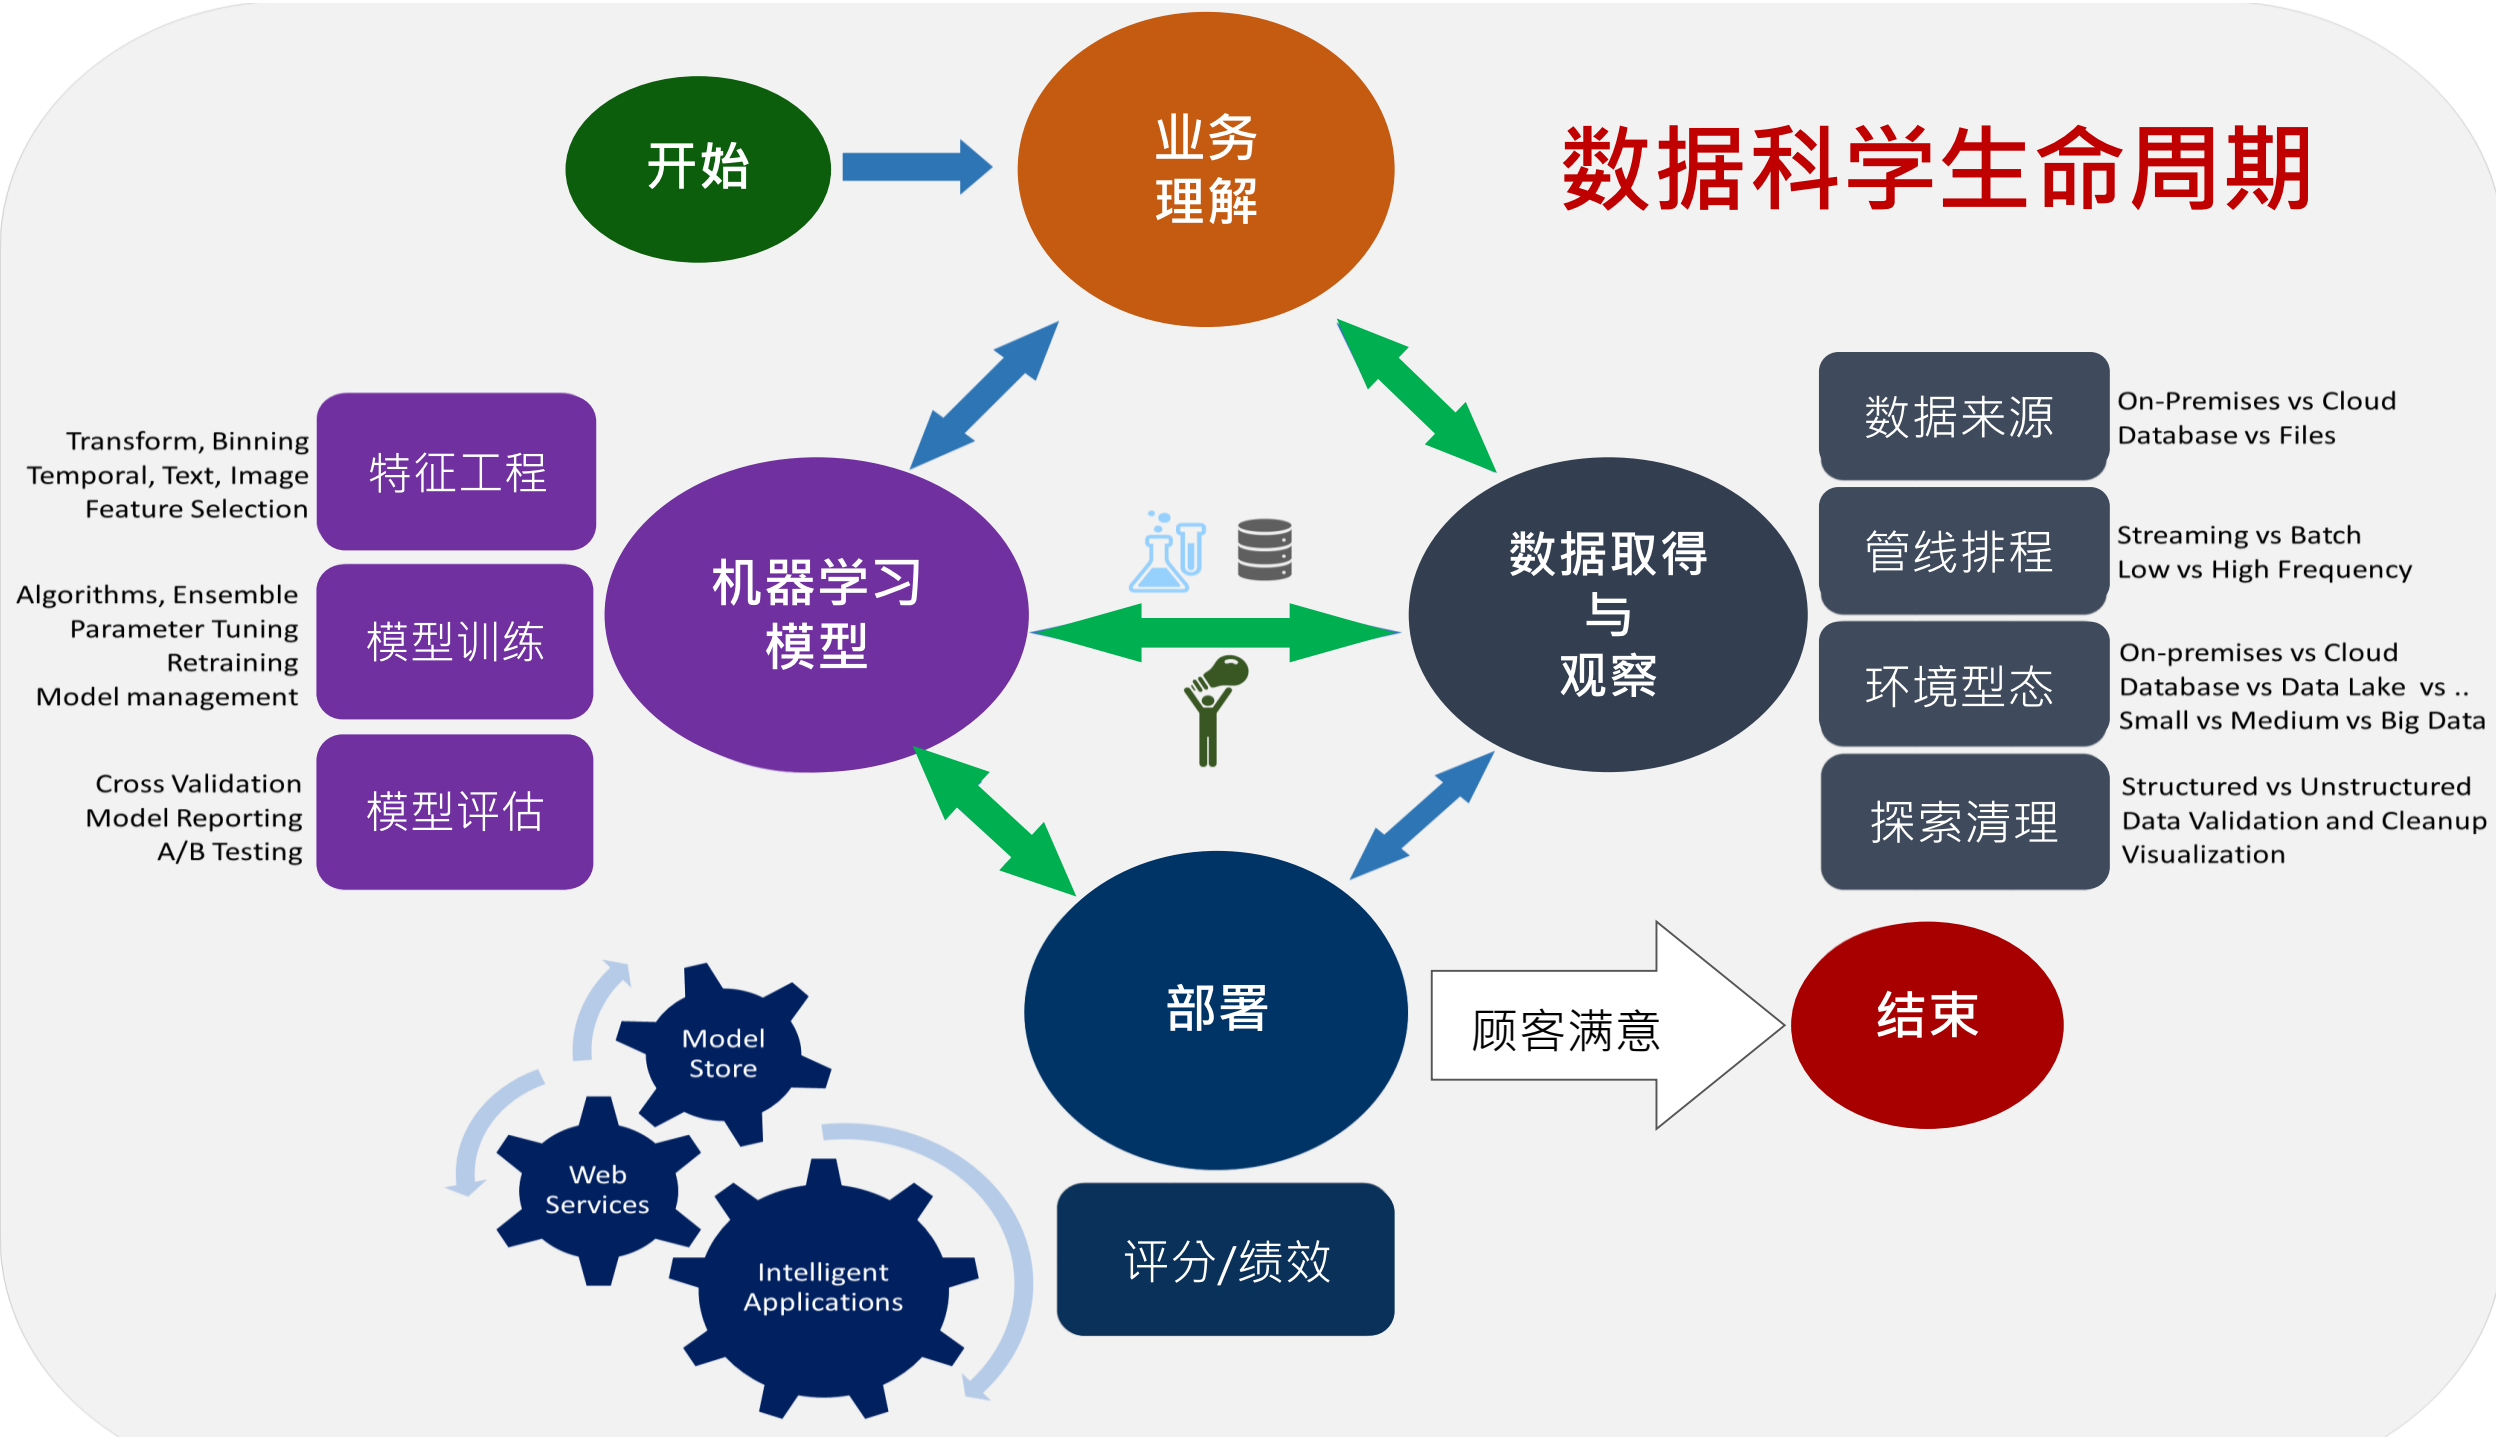 数据科学生命周期
开始
业务
理解
机器学习
模型
数据取得
与
观察
特征工程
Transform, Binning
Temporal, Text, Image
Feature Selection
模型训练
Algorithms, Ensemble
Parameter Tuning
Retraining
Model management
模型评估
Cross Validation
Model Reporting
A/B Testing
数据来源
On-Premises vs Cloud
Database vs Files
管线排程
Streaming vs Batch
Low vs High Frequency
环境型态
On-premises vs Cloud
Database vs Data Lake  vs ..
Small vs Medium vs Big Data
探索清理
Structured vs Unstructured
Data Validation and Cleanup
Visualization
部署
顾客满意
结束
评分/绩效
Model
Store
Web
Services
Intelligent
Applications